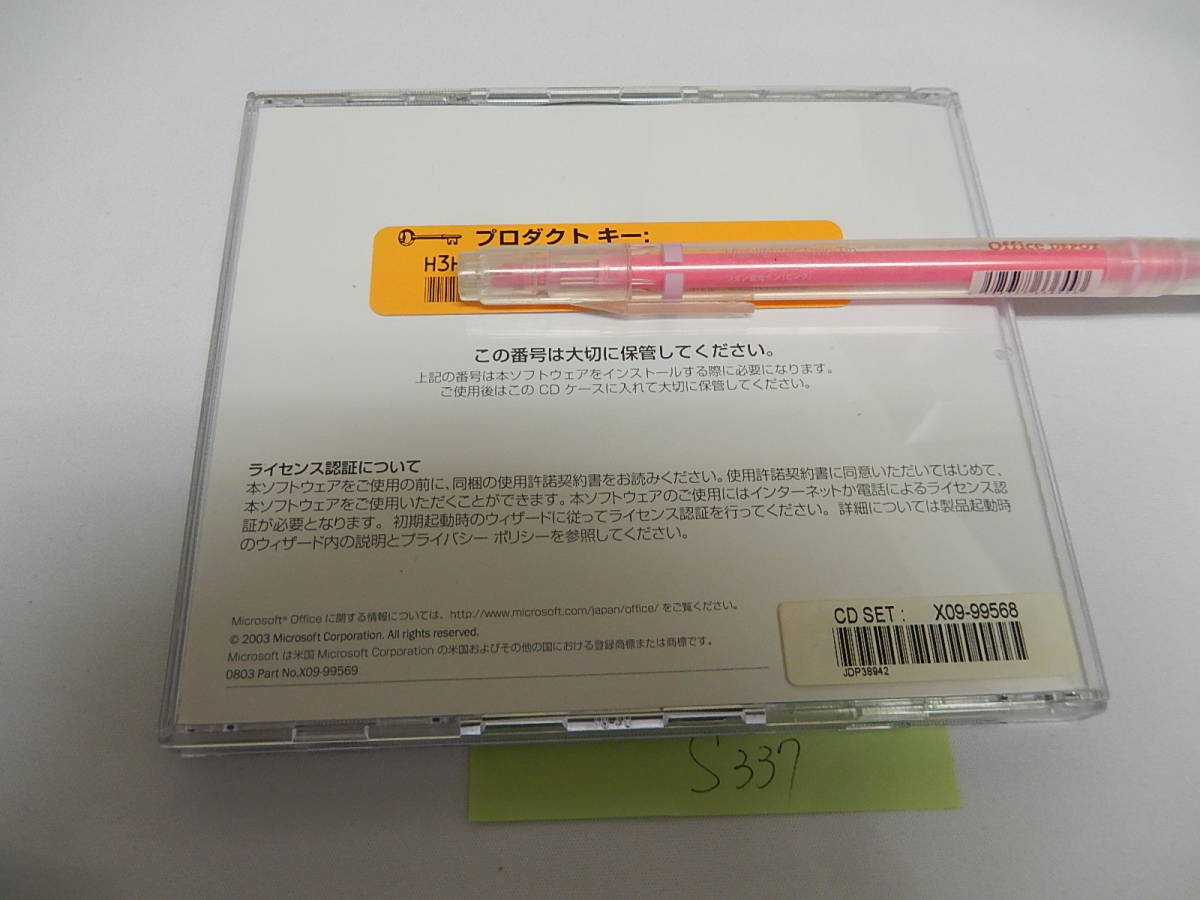 プロダクト キー:
H3H
Office DEPOT
この番号は大切に保管してください。
上記の番号は本ソフトウェアをインストールする際に必要になります。
ご使用後はこの CD ケースに入れて大切に保管してください。
ライセンス認証について
本ソフトウェアをご使用の前に、同梱の使用許諾契約書をお読みください。使用許諾契約書に同意いただいてはじめて、
本ソフトウェアをご使用いただくことができます。本ソフトウェアのご使用にはインターネットか電話によるライセンス認
証が必要となります。 初期起動時のウィザードに従ってライセンス認証を行ってください。 詳細については製品起動時
のウィザード内の説明とプライバシー ポリシーを参照してください。
Microsoft® Office に関する情報については、http://www.microsoft.com/japan/office/ をご覧ください。
© 2003 Microsoft Corporation. All rights reserved.
Microsoft は米国 Microsoft Corporation の米国およびその他の国における登録商標または商標です。
0803 Part No.X09-99569
CD SET : X09-99568
JDP38942
S337